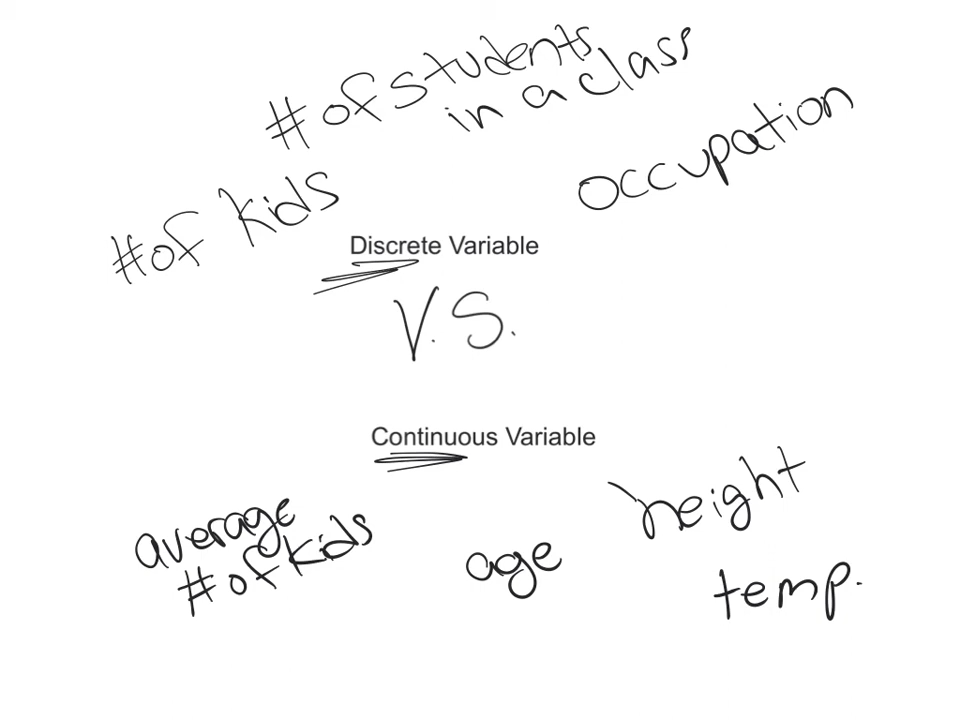 # of students
in a class
occupation
# of kids
Discrete Variable
V.S.
Continuous Variable
height
average
# of kids
age
temp.